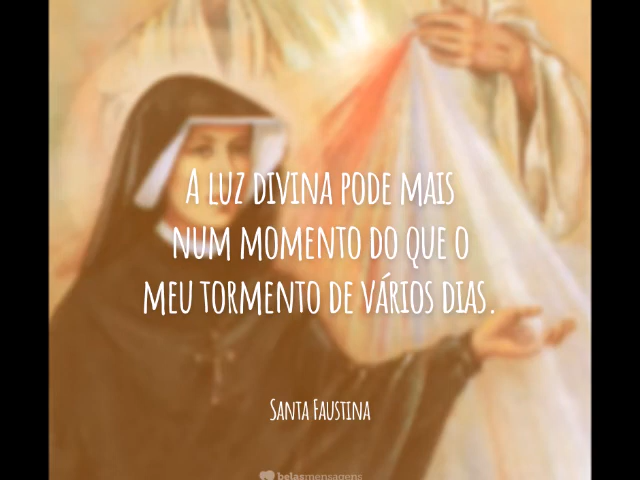 A luz divina pode mais
num momento do que o
meu tormento de vários dias.
Santa Faustina
belasmensagens